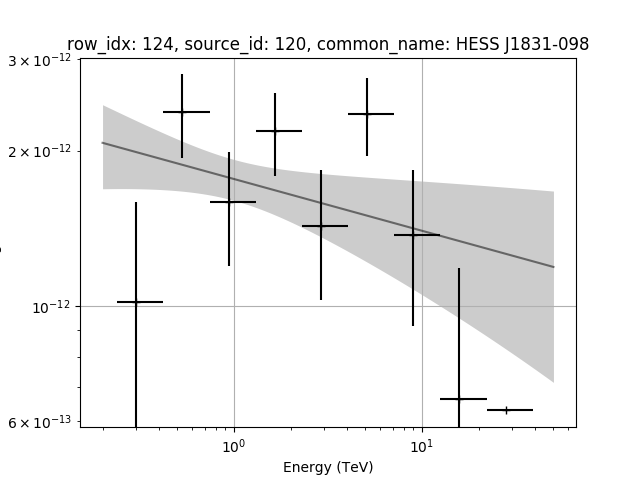 row_idx: 124, source_id: 120, common_name: HESS J1831-098
3 × 10⁻¹²
2 × 10⁻¹²
10⁻¹²
6 × 10⁻¹³
10⁰ 10¹
Energy (TeV)